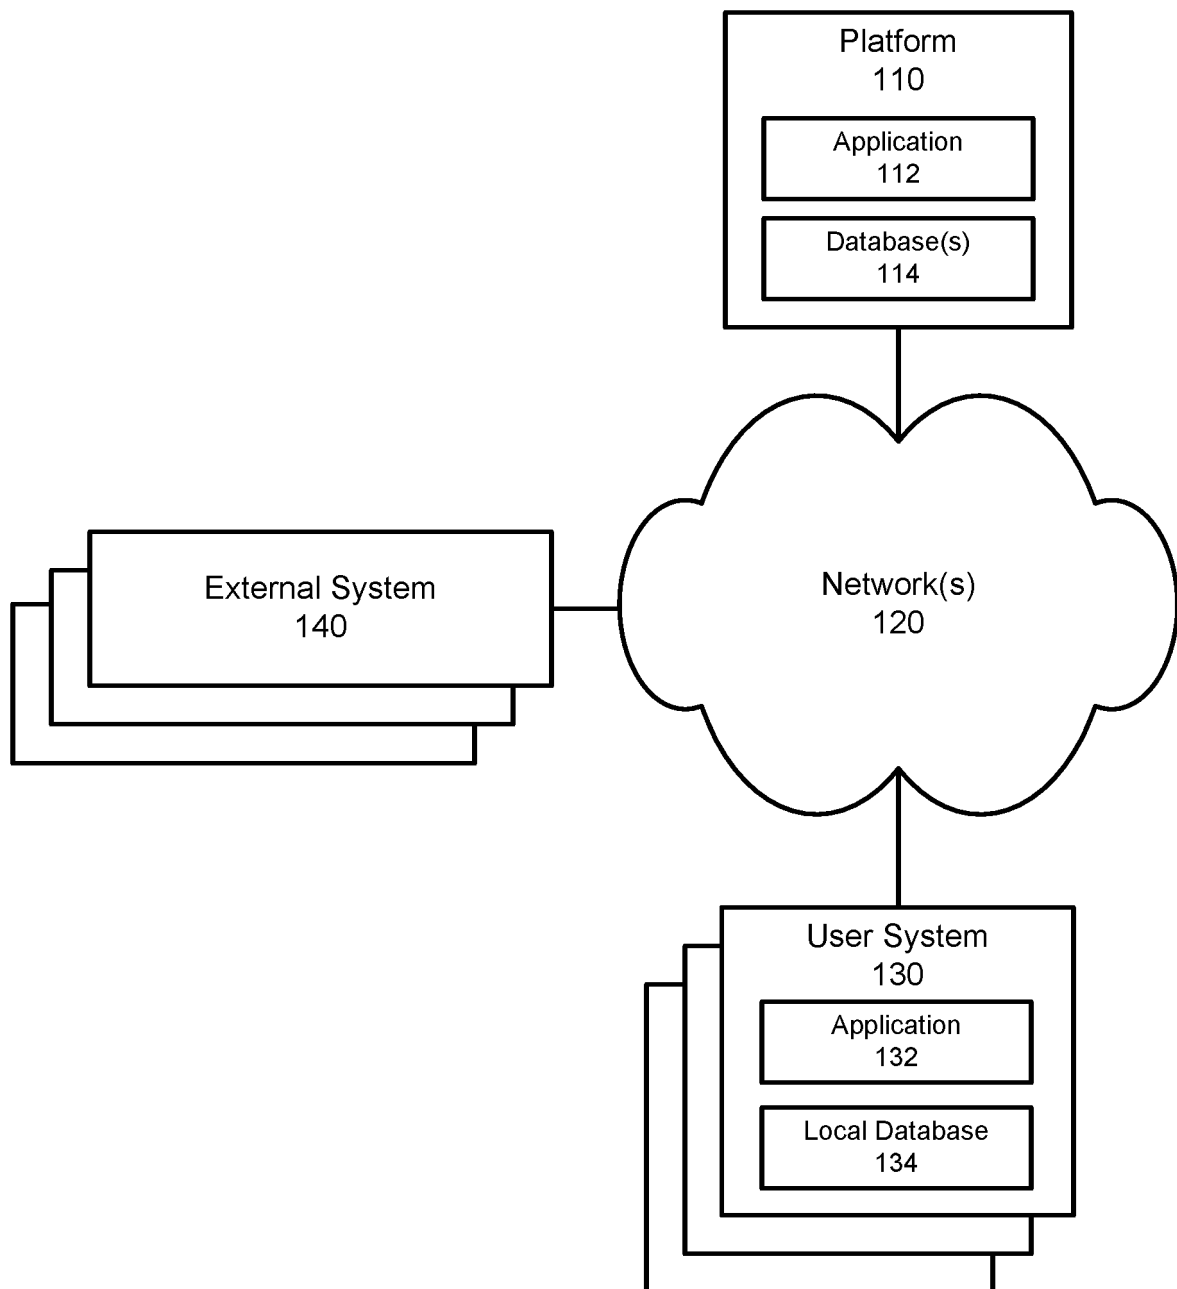 Platform
110
Application
112
Database(s)
114
External System
140
Network(s)
120
User System
130
Application
132
Local Database
134